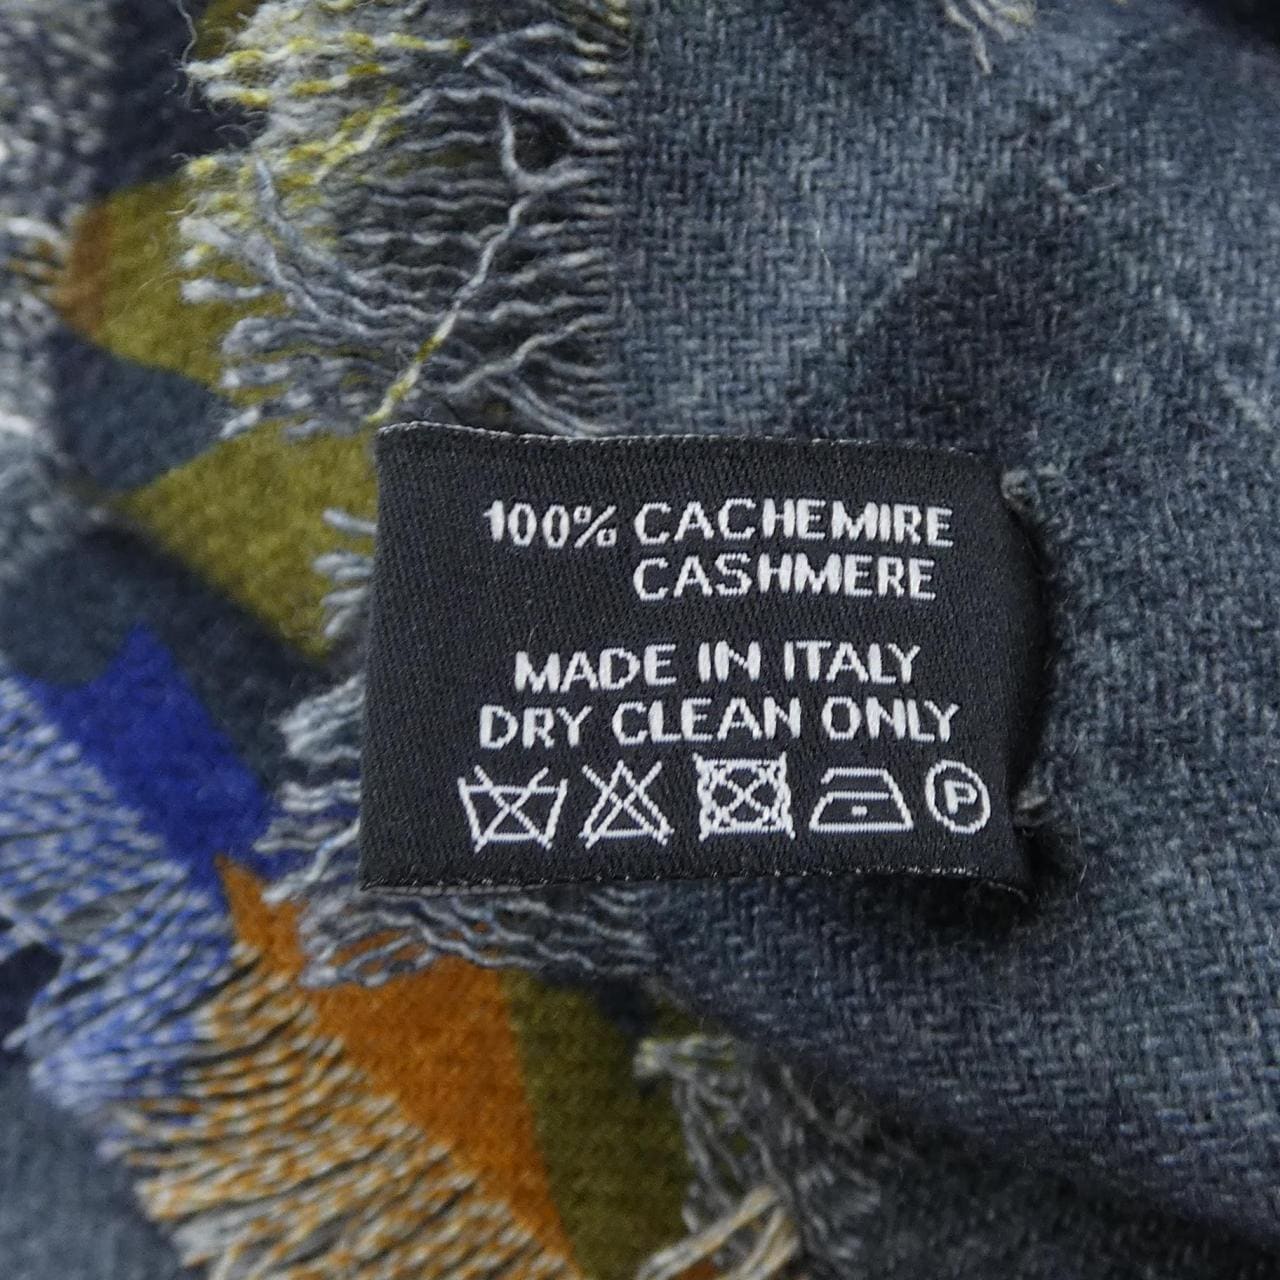 100% CACHEMIRE
CASHMERE
MADE IN ITALY
DRY CLEAN ONLY
P